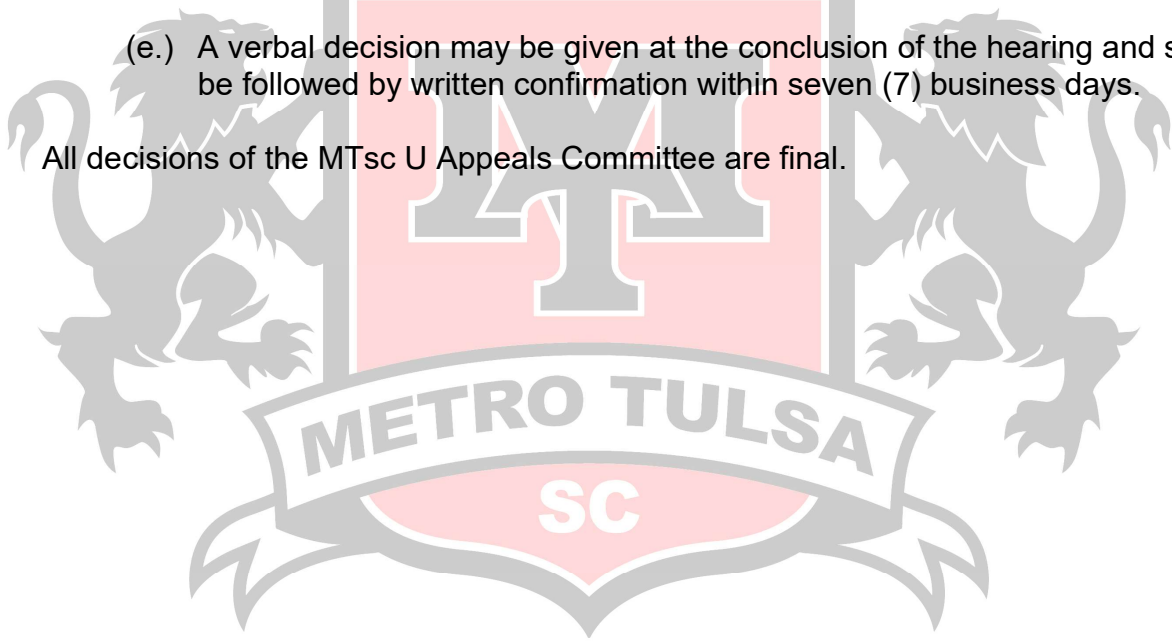 (e.) A verbal decision may be given at the conclusion of the hearing and
be followed by written confirmation within seven (7) business days.
All decisions of the MTsc U Appeals Committee are final.
MT
METRO TULSA
SC